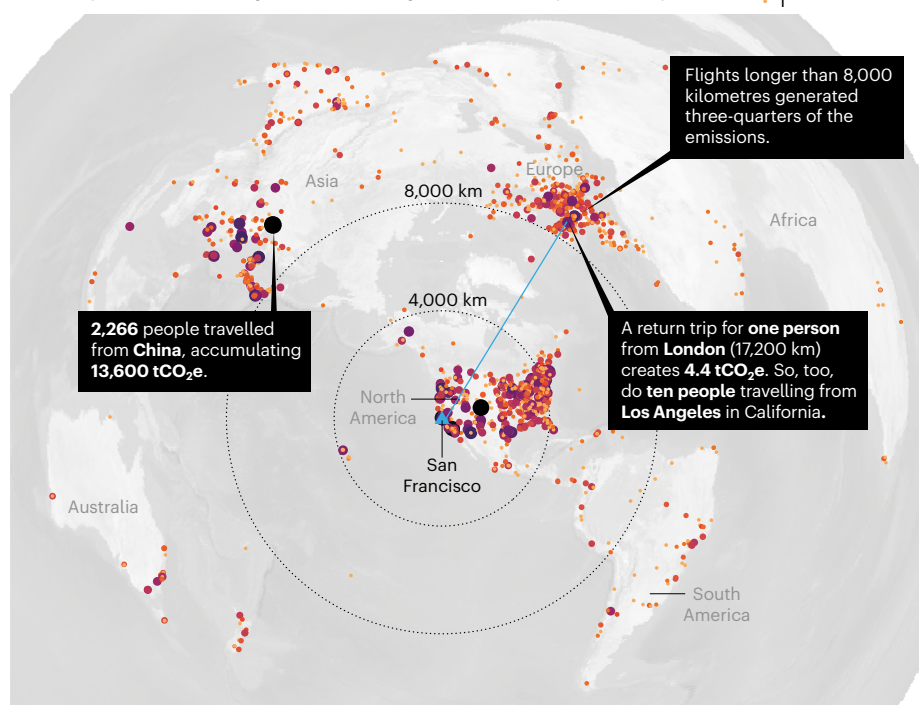 Flights longer than 8,000
kilometres generated
three-quarters of the
emissions.
Europe
Asia
8,000 km
Africa
4,000 km
2,266 people travelled
from China, accumulating
13,600 tCO₂e.
A return trip for one person
from London (17,200 km)
creates 4.4 tCO₂e. So, too,
do ten people travelling from
Los Angeles in California.
North
America
San
Francisco
Australia
South
America